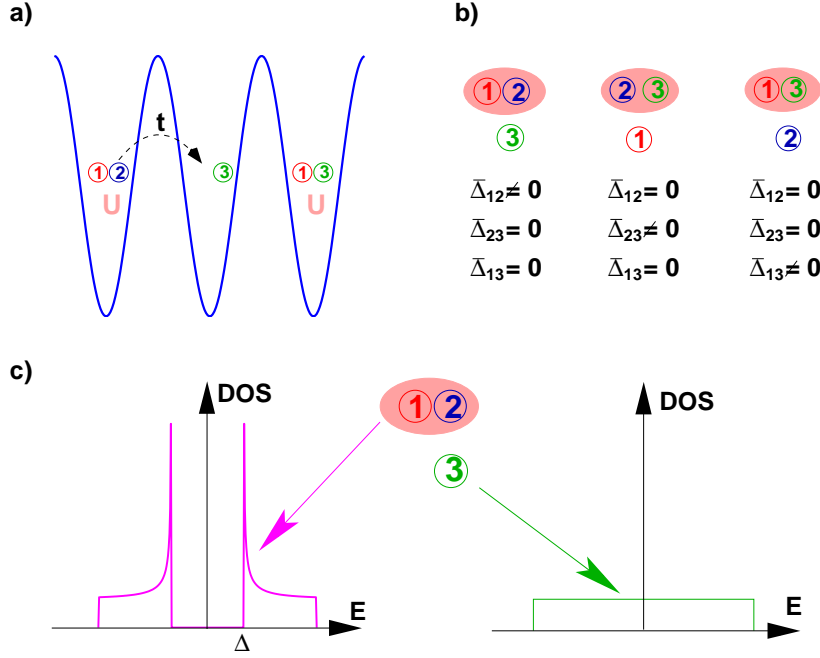 a)
t
1 2 3 1 3
U U
b)
1 2 2 3 1 3
3 1 2
Δ̅₁₂≠ 0 Δ̅₁₂= 0 Δ̅₁₂= 0
Δ̅₂₃= 0 Δ̅₂₃≠ 0 Δ̅₂₃= 0
Δ̅₁₃= 0 Δ̅₁₃= 0 Δ̅₁₃≠ 0
c)
DOS 1 2 DOS
3
E E
Δ